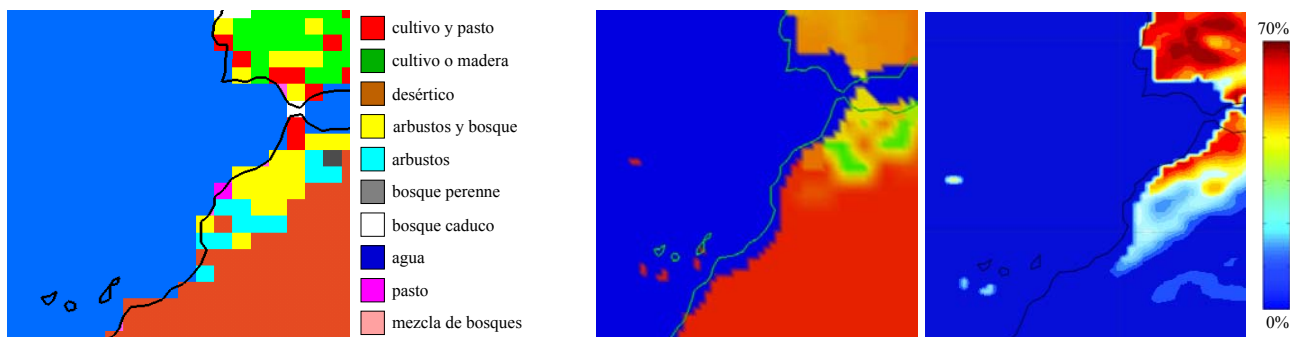 cultivo y pasto
cultivo o madera
desértico
arbustos y bosque
arbustos
bosque perenne
bosque caduco
agua
pasto
mezcla de bosques
70%
0%